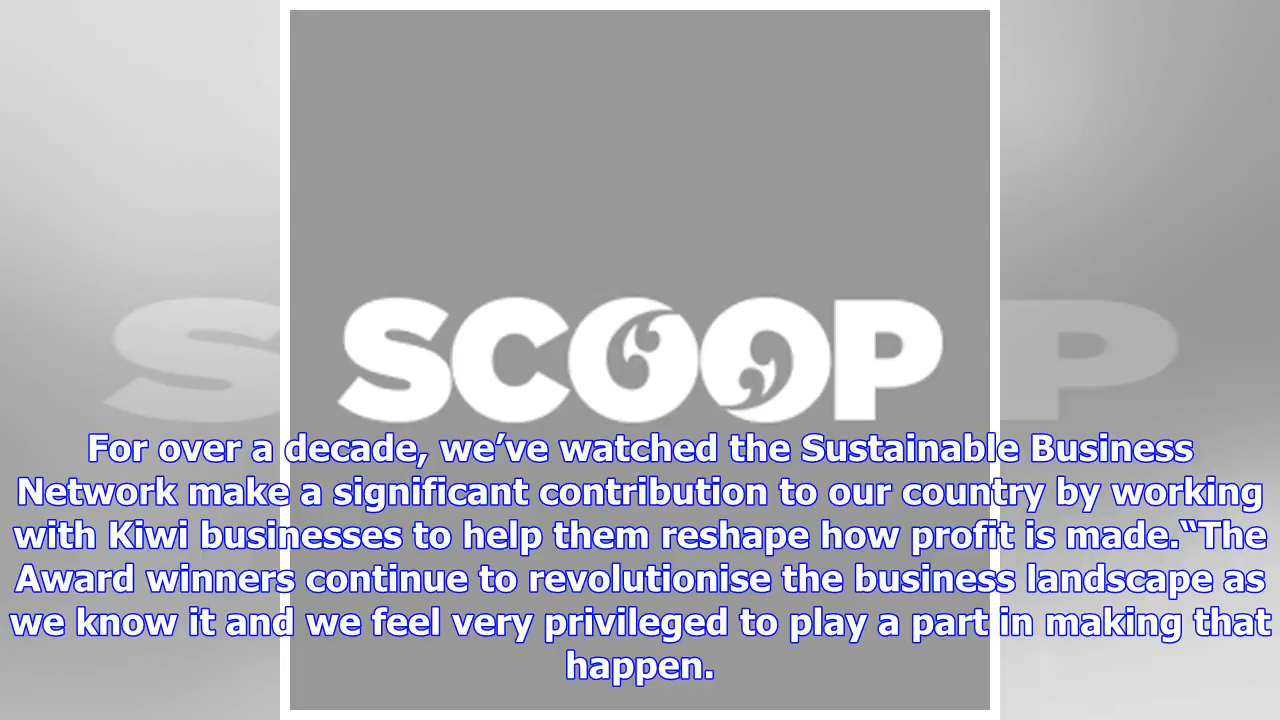 SCOOP
For over a decade, we’ve watched the Sustainable Business
Network make a significant contribution to our country by working
with Kiwi businesses to help them reshape how profit is made.“The
Award winners continue to revolutionise the business landscape as
we know it and we feel very privileged to play a part in making that
happen.